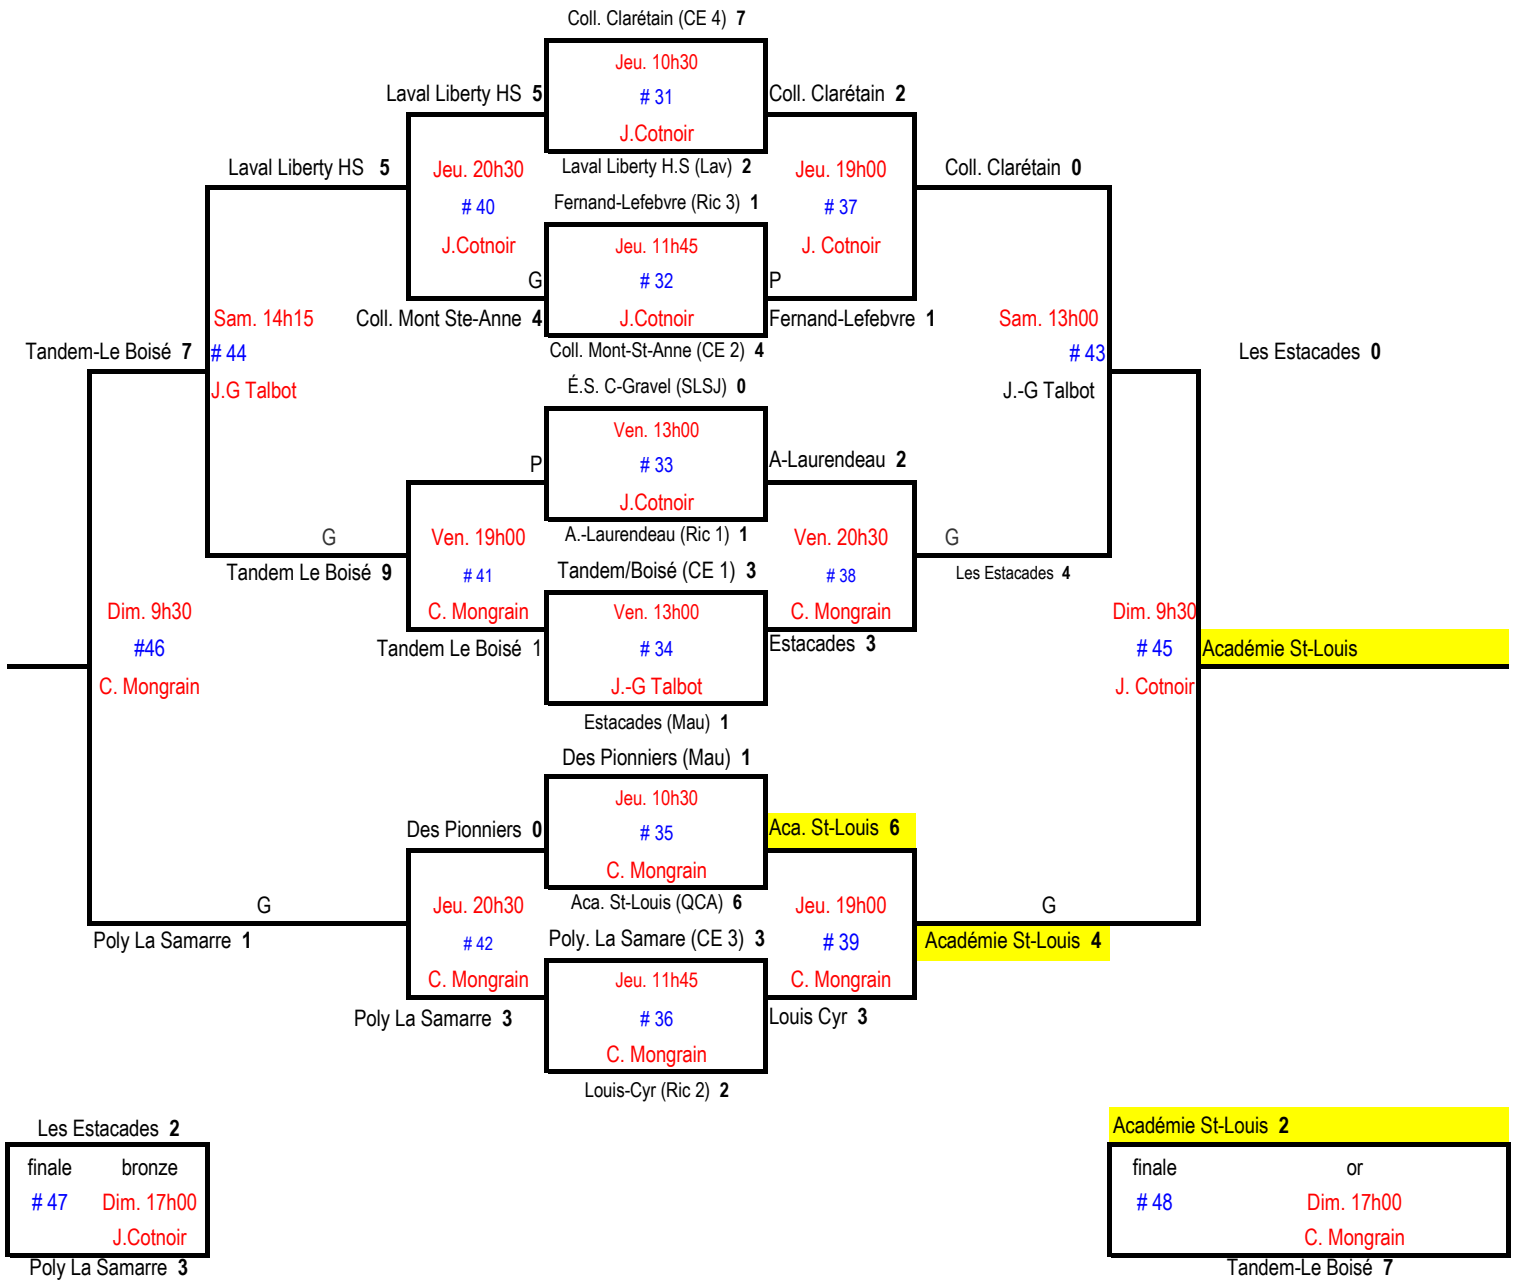 Coll. Clarétain (CE 4) 7
Jeu. 10h30
Laval Liberty HS 5
# 31
Coll. Clarétain 2
J.Cotnoir
Laval Liberty HS 5
Jeu. 20h30
Laval Liberty H.S (Lav) 2
Jeu. 19h00
Coll. Clarétain 0
# 40
Fernand-Lefebvre (Ric 3) 1
# 37
J.Cotnoir
Jeu. 11h45
J. Cotnoir
G
# 32
P
Sam. 14h15
Coll. Mont Ste-Anne 4
J.Cotnoir
Fernand-Lefebvre 1
Sam. 13h00
Tandem-Le Boisé 7
# 44
Coll. Mont-St-Anne (CE 2) 4
# 43
Les Estacades 0
J.G Talbot
É.S. C-Gravel (SLSJ) 0
J.-G Talbot
Ven. 13h00
P
# 33
A-Laurendeau 2
J.Cotnoir
G
Ven. 19h00
A.-Laurendeau (Ric 1) 1
Ven. 20h30
G
Tandem Le Boisé 9
# 41
Tandem/Boisé (CE 1) 3
# 38
Les Estacades 4
Dim. 9h30
C. Mongrain
Ven. 13h00
C. Mongrain
Dim. 9h30
#46
Tandem Le Boisé 1
# 34
Estacades 3
# 45
Académie St-Louis
C. Mongrain
J.-G Talbot
J. Cotnoir
Estacades (Mau) 1
Des Pionniers (Mau) 1
Jeu. 10h30
Des Pionniers 0
# 35
Aca. St-Louis 6
C. Mongrain
G
Jeu. 20h30
Aca. St-Louis (QCA) 6
Jeu. 19h00
G
Poly La Samarre 1
# 42
Poly. La Samare (CE 3) 3
# 39
Académie St-Louis 4
C. Mongrain
Jeu. 11h45
C. Mongrain
Poly La Samarre 3
# 36
Louis Cyr 3
C. Mongrain
Louis-Cyr (Ric 2) 2
Les Estacades 2
Académie St-Louis 2
finale bronze
finale or
# 47 Dim. 17h00
# 48 Dim. 17h00
J.Cotnoir
C. Mongrain
Poly La Samarre 3
Tandem-Le Boisé 7